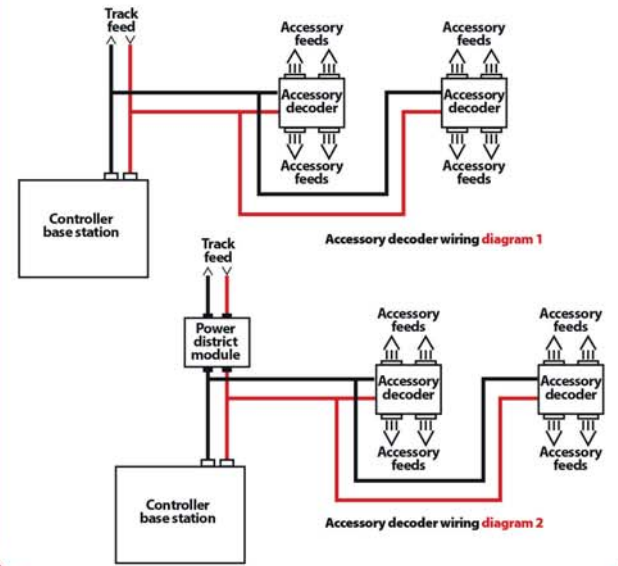 Track
feed
Accessory
feeds
Accessory
feeds
Accessory
decoder
Accessory
decoder
Accessory
feeds
Accessory
feeds
Controller
base station
Accessory decoder wiring diagram 1
Track
feed
Power
district
module
Accessory
feeds
Accessory
feeds
Accessory
decoder
Accessory
decoder
Accessory
feeds
Accessory
feeds
Controller
base station
Accessory decoder wiring diagram 2